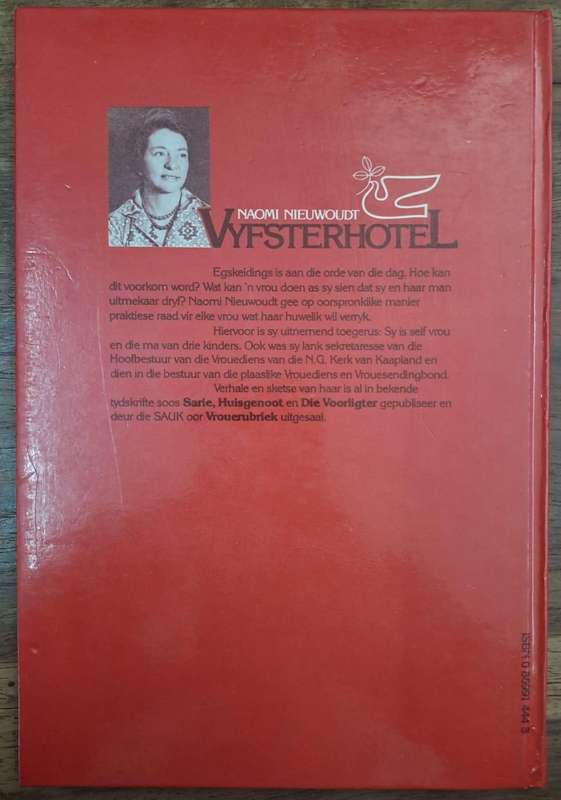 NAOMI NIEUWOUDT
VYFSTERHOTEL
Egskeidings is aan die orde van die dag. Hoe kan
dit voorkom word? Wat kan 'n vrou doen as sy sien dat sy en haar man
uitmekaar dryf? Naomi Nieuwoudt gee op oorspronklike manier
praktiese raad vir elke vrou wat haar huwelik wil verryk.
Hiervoor is sy uitnemend toegerus: Sy is self vrou
en die ma van drie kinders. Ook was sy lank sekretaresse van die
Hoofbestuur van die Vrouediens van die N.G. Kerk van Kaapland en
dien in die bestuur van die plaaslike Vrouediens en Vrouesendingbond.
Verhale en sketse van haar is al in bekende
tydskrifte soos Sarie, Huisgenoot en Die Voorligter gepubliseer en
deur die SAUK oor Vrouerubriek uitgesaai.
ISBN 0 86991 444 8